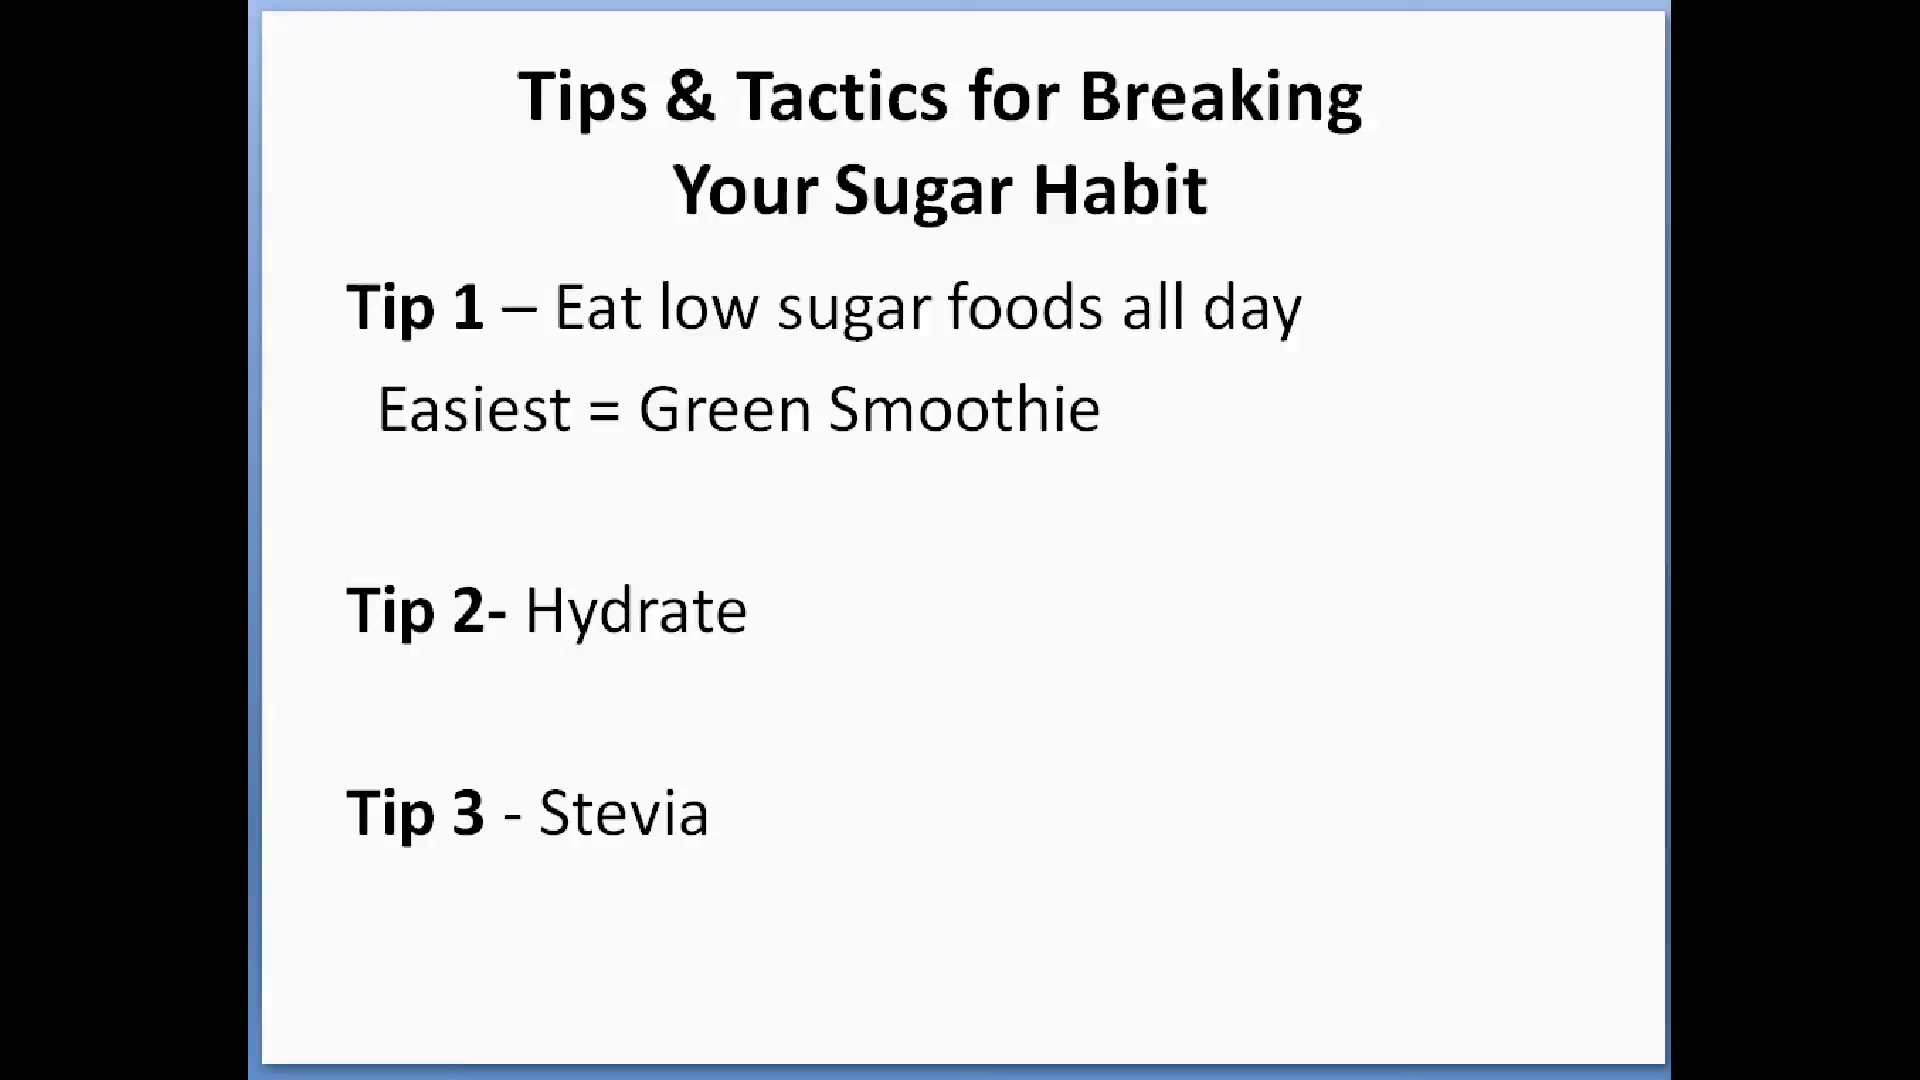 Tips & Tactics for Breaking
Your Sugar Habit
Tip 1 – Eat low sugar foods all day
Easiest = Green Smoothie
Tip 2- Hydrate
Tip 3 - Stevia